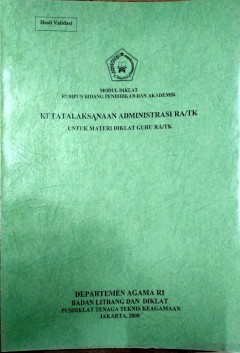 Hasil Validasi
MODUL DIKLAT
RUMPUN BIDANG PENDIDIKAN DAN AKADEMIK
KETATALAKSANAAN ADMINISTRASI RA/TK
UNTUK MATERI DIKLAT GURU RA/TK
DEPARTEMEN AGAMA RI
BADAN LITBANG DAN DIKLAT
PUSDIKLAT TENAGA TEKNIS KEAGAMAAN
JAKARTA, 2008